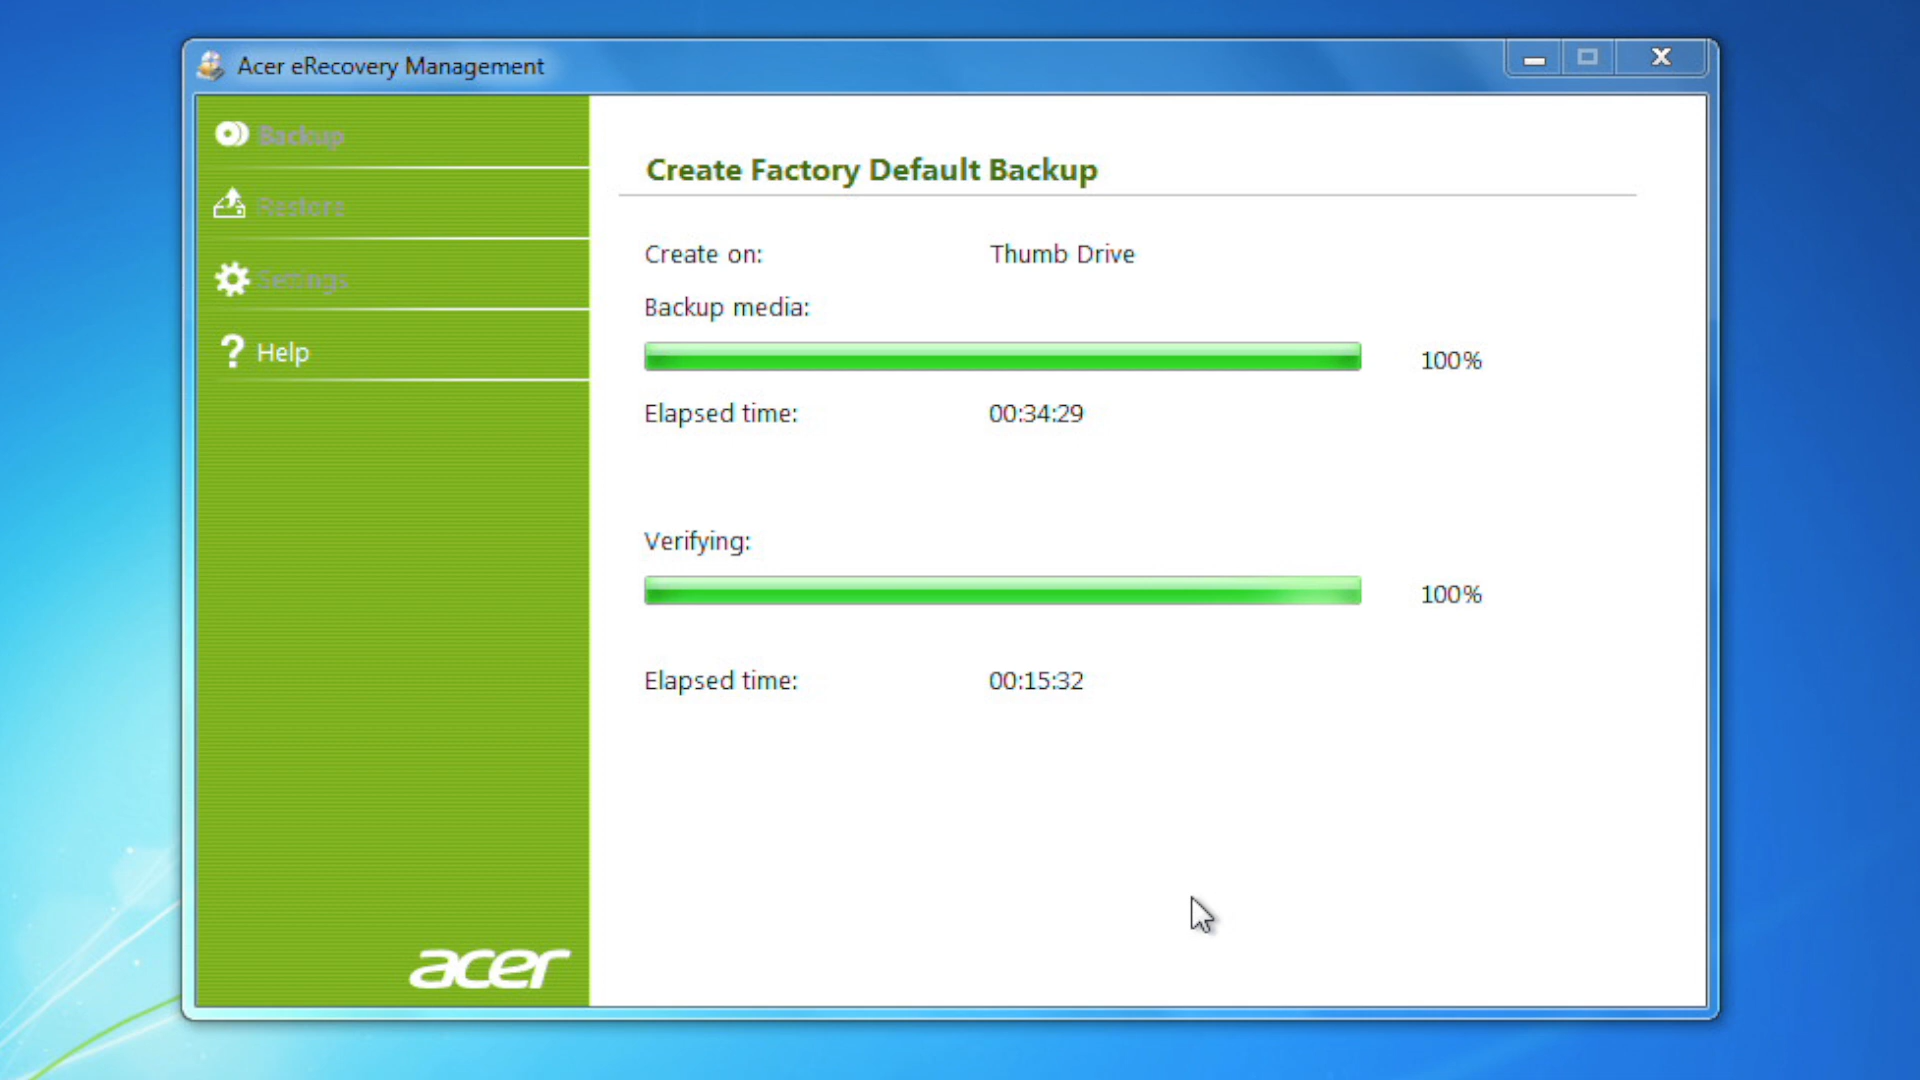 Acer eRecovery Management
Backup
Restore
Settings
Help
Create Factory Default Backup
Create on: Thumb Drive
Backup media:
100%
Elapsed time: 00:34:29
Verifying:
100%
Elapsed time: 00:15:32
acer